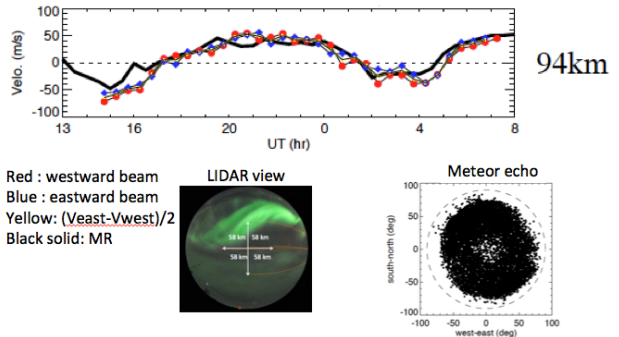 100
50
0
-50
-100
Velo. (m/s)
13 16 20 0 4 8
UT (hr)
94km
Red : westward beam
Blue : eastward beam
Yellow: (Veast-Vwest)/2
Black solid: MR
LIDAR view
58 km 58 km
58 km 58 km
Meteor echo
100
50
0
-50
-100
south-north (deg)
-100 -50 0 50 100
west-east (deg)